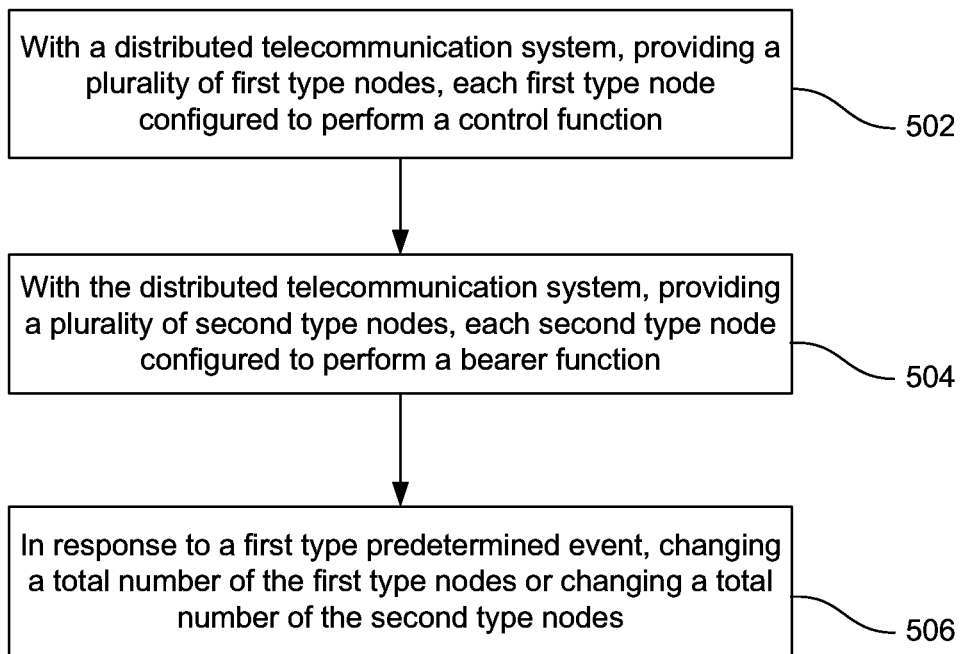 With a distributed telecommunication system, providing a
plurality of first type nodes, each first type node
configured to perform a control function
502
With the distributed telecommunication system, providing
a plurality of second type nodes, each second type node
configured to perform a bearer function
504
In response to a first type predetermined event, changing
a total number of the first type nodes or changing a total
number of the second type nodes
506